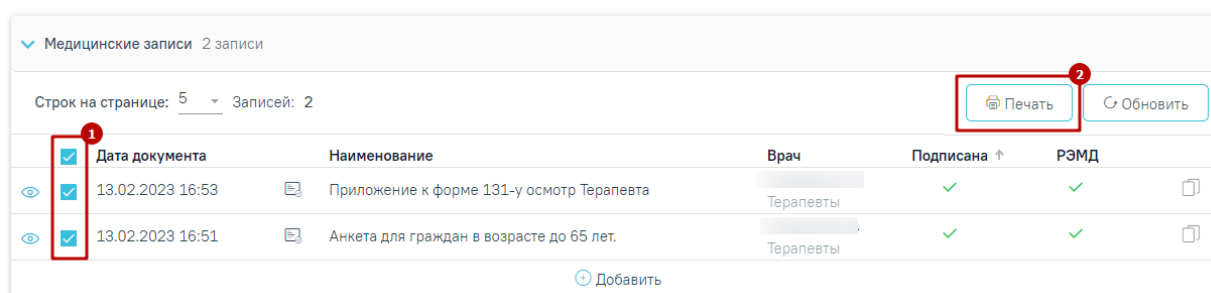 Медицинские записи 2 записи
2
Строк на странице: 5 Записей: 2 Печать Обновить
1
Дата документа Наименование Врач Подписана РЭМД
13.02.2023 16:53 Приложение к форме 131-у осмотр Терапевта Терапевты
13.02.2023 16:51 Анкета для граждан в возрасте до 65 лет. Терапевты
Добавить